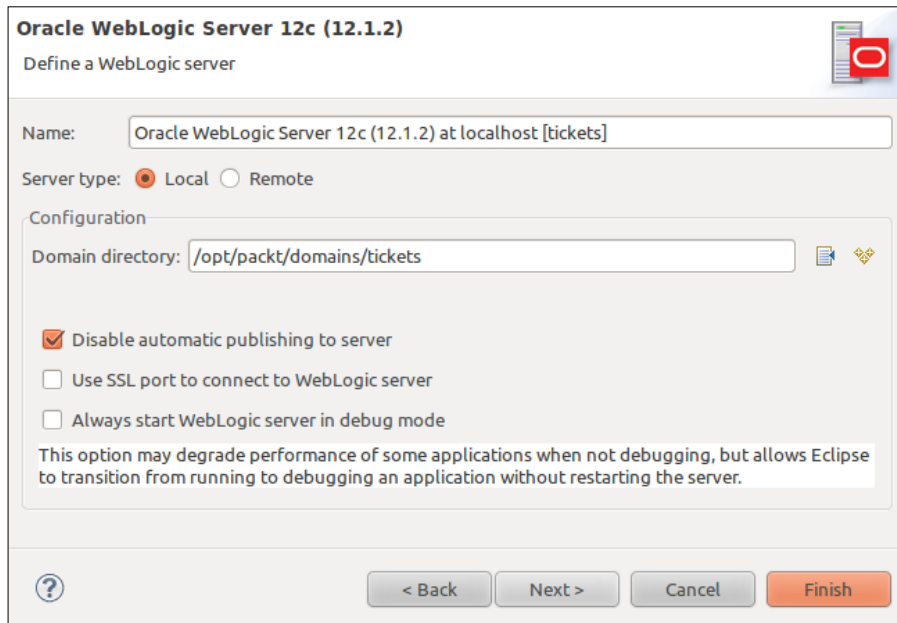 Oracle WebLogic Server 12c (12.1.2)
Define a WebLogic server
Name: Oracle WebLogic Server 12c (12.1.2) at localhost [tickets]
Server type: Local Remote
Configuration
Domain directory: /opt/packt/domains/tickets
Disable automatic publishing to server
Use SSL port to connect to WebLogic server
Always start WebLogic server in debug mode
This option may degrade performance of some applications when not debugging, but allows Eclipse
to transition from running to debugging an application without restarting the server.
? < Back Next > Cancel Finish